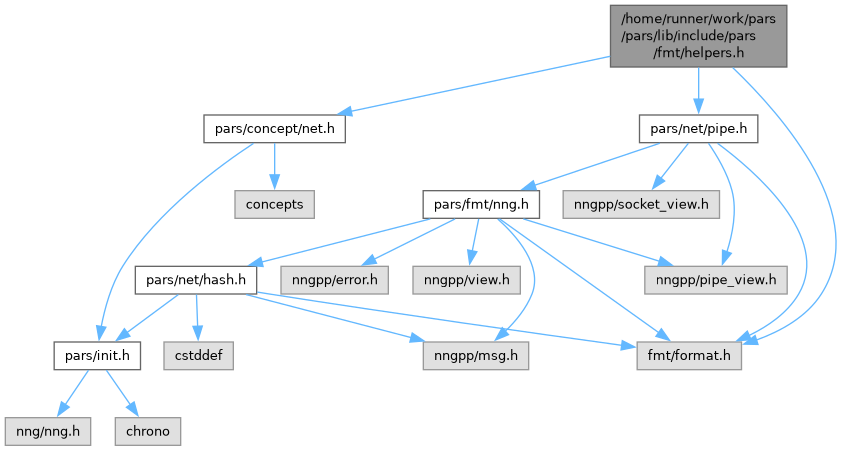 /home/runner/work/pars
/pars/lib/include/pars
/fmt/helpers.h
pars/concept/net.h
pars/net/pipe.h
concepts
pars/fmt/nng.h
nngpp/socket_view.h
pars/net/hash.h
nngpp/error.h
nngpp/view.h
nngpp/pipe_view.h
pars/init.h
cstddef
nngpp/msg.h
fmt/format.h
nng/nng.h
chrono